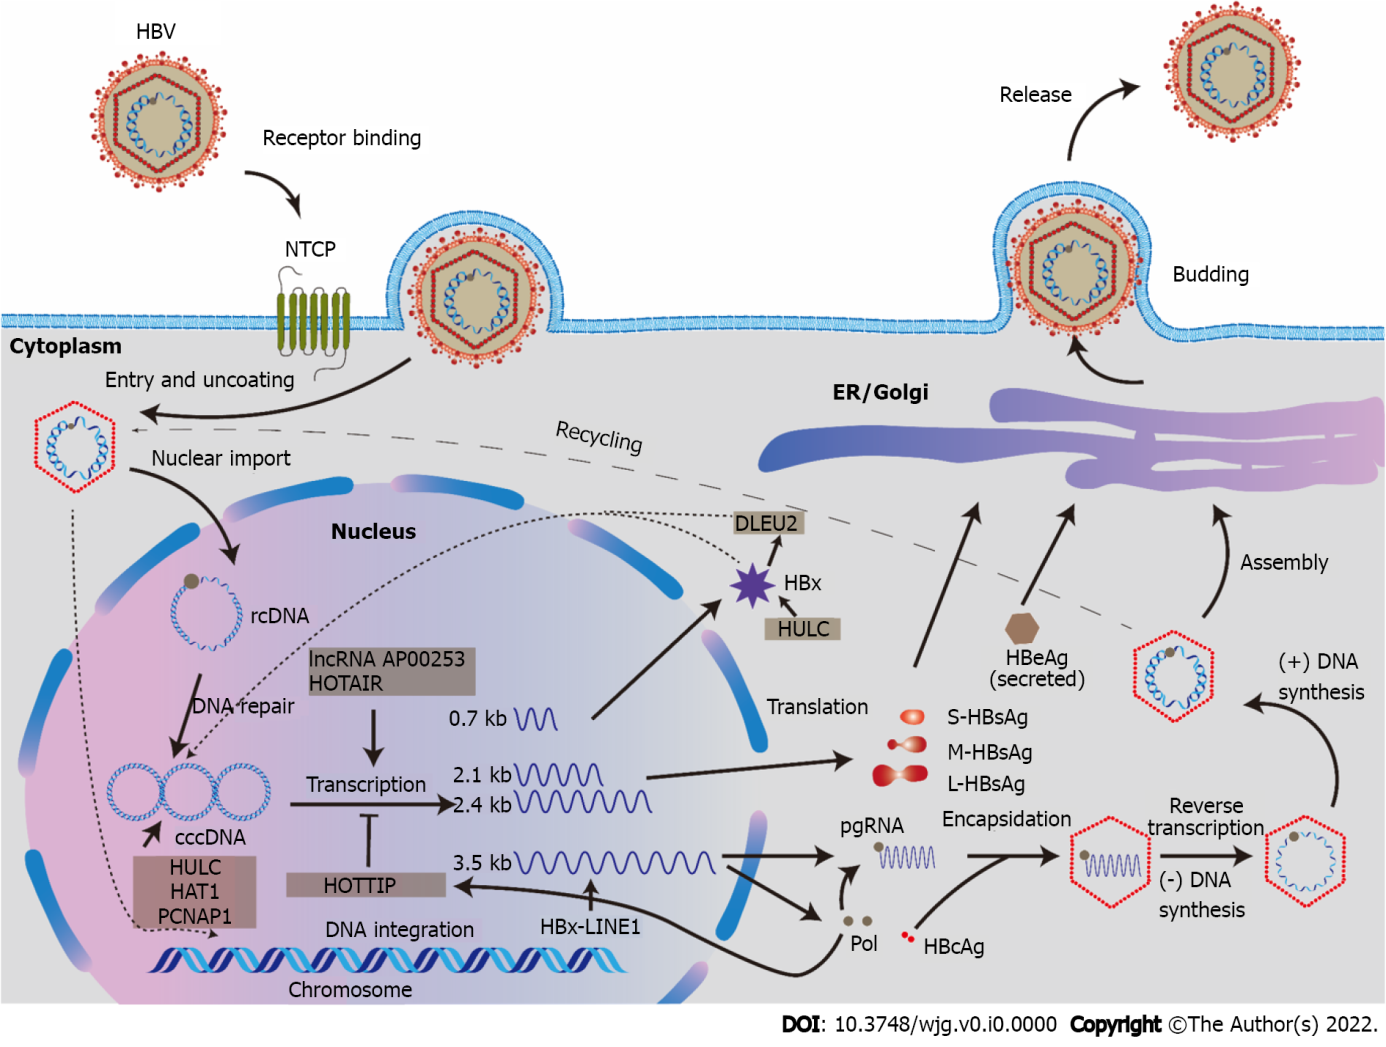 HBV
Receptor binding
NTCP
Release
Budding
Cytoplasm
Entry and uncoating
ER/Golgi
Recycling
Nuclear import
Nucleus
DLEU2
HBx
HULC
Assembly
rcDNA
lncRNA AP00253
HOTAIR
HBeAg
(secreted)
(+) DNA
synthesis
DNA repair
0.7 kb
Translation
S-HBsAg
M-HBsAg
L-HBsAg
Transcription
2.1 kb
2.4 kb
cccDNA
pgRNA
Encapsidation
Reverse
transcription
HULC
HAT1
PCNAP1
3.5 kb
HOTTIP
(-) DNA
synthesis
DNA integration
HBx-LINE1
Pol
HBcAg
Chromosome
DOI: 10.3748/wjg.v0.i0.0000 Copyright ©The Author(s) 2022.